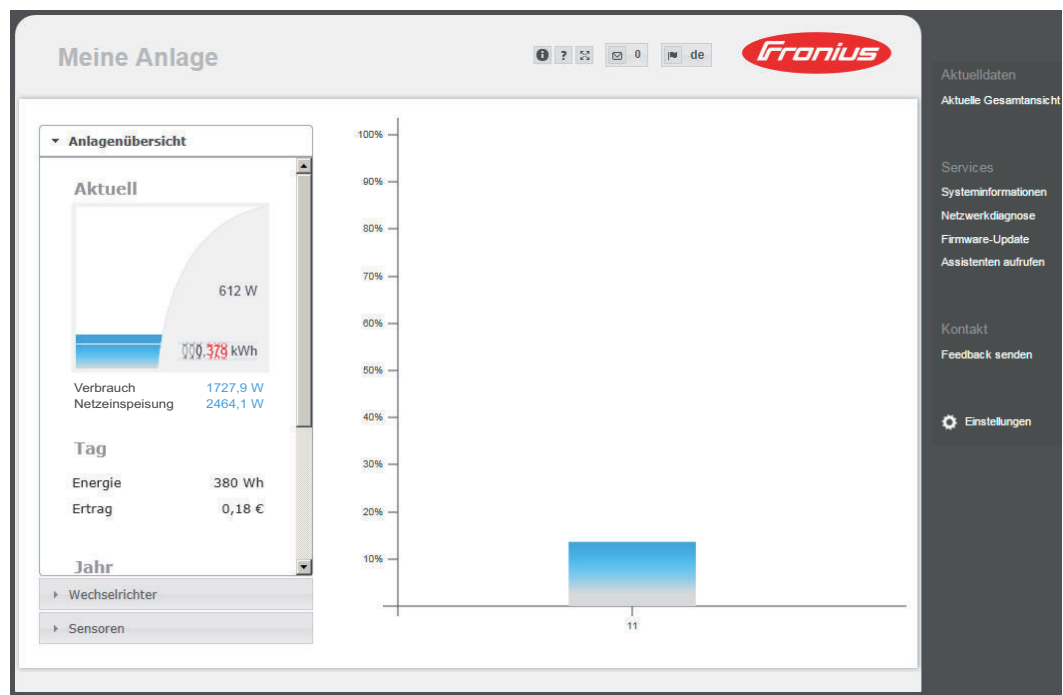 Meine Anlage
i ? 0 de
Fronius
Anlagenübersicht
Aktuell
612 W
000.379 kWh
Verbrauch 1727,9 W
Netzeinspeisung 2464,1 W
Tag
Energie 380 Wh
Ertrag 0,18 €
Jahr
Wechselrichter
Sensoren
100%
90%
80%
70%
60%
50%
40%
30%
20%
10%
11
Aktuelldaten
Aktuelle Gesamtansicht
Services
Systeminformationen
Netzwerkdiagnose
Firmware-Update
Assistenten aufrufen
Kontakt
Feedback senden
Einstellungen